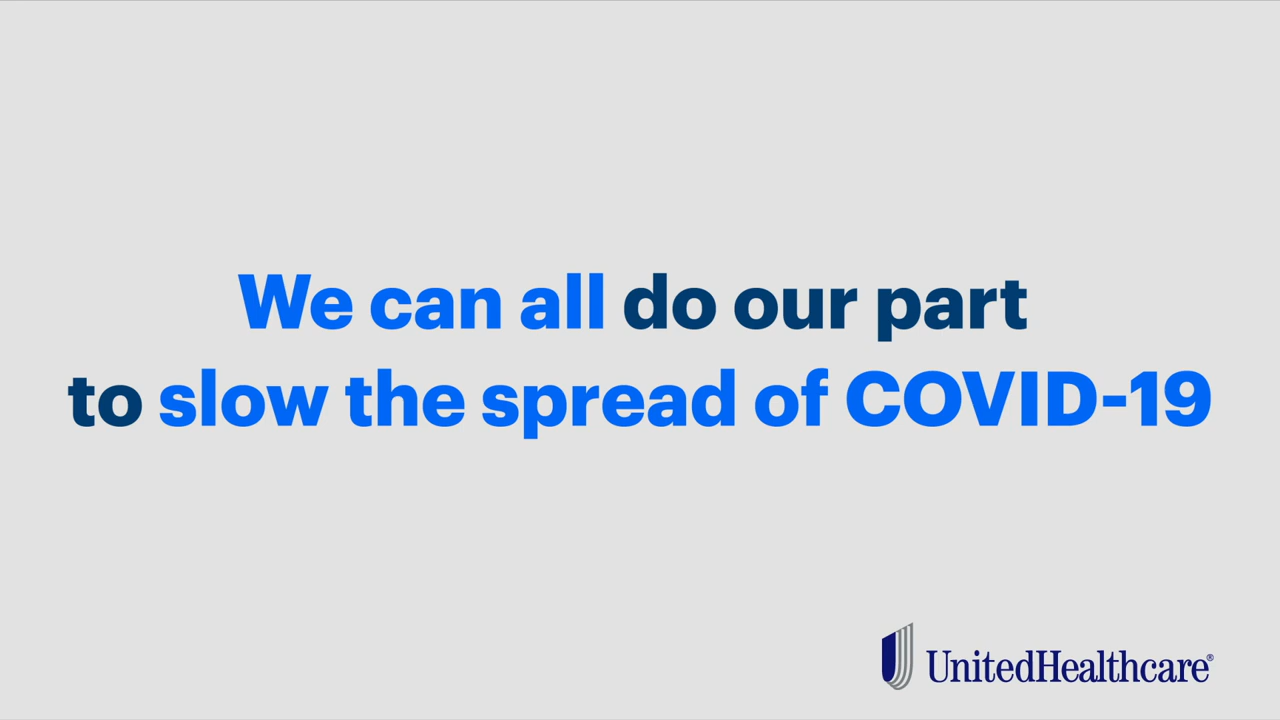 We can all do our part
to slow the spread of COVID-19
UnitedHealthcare®